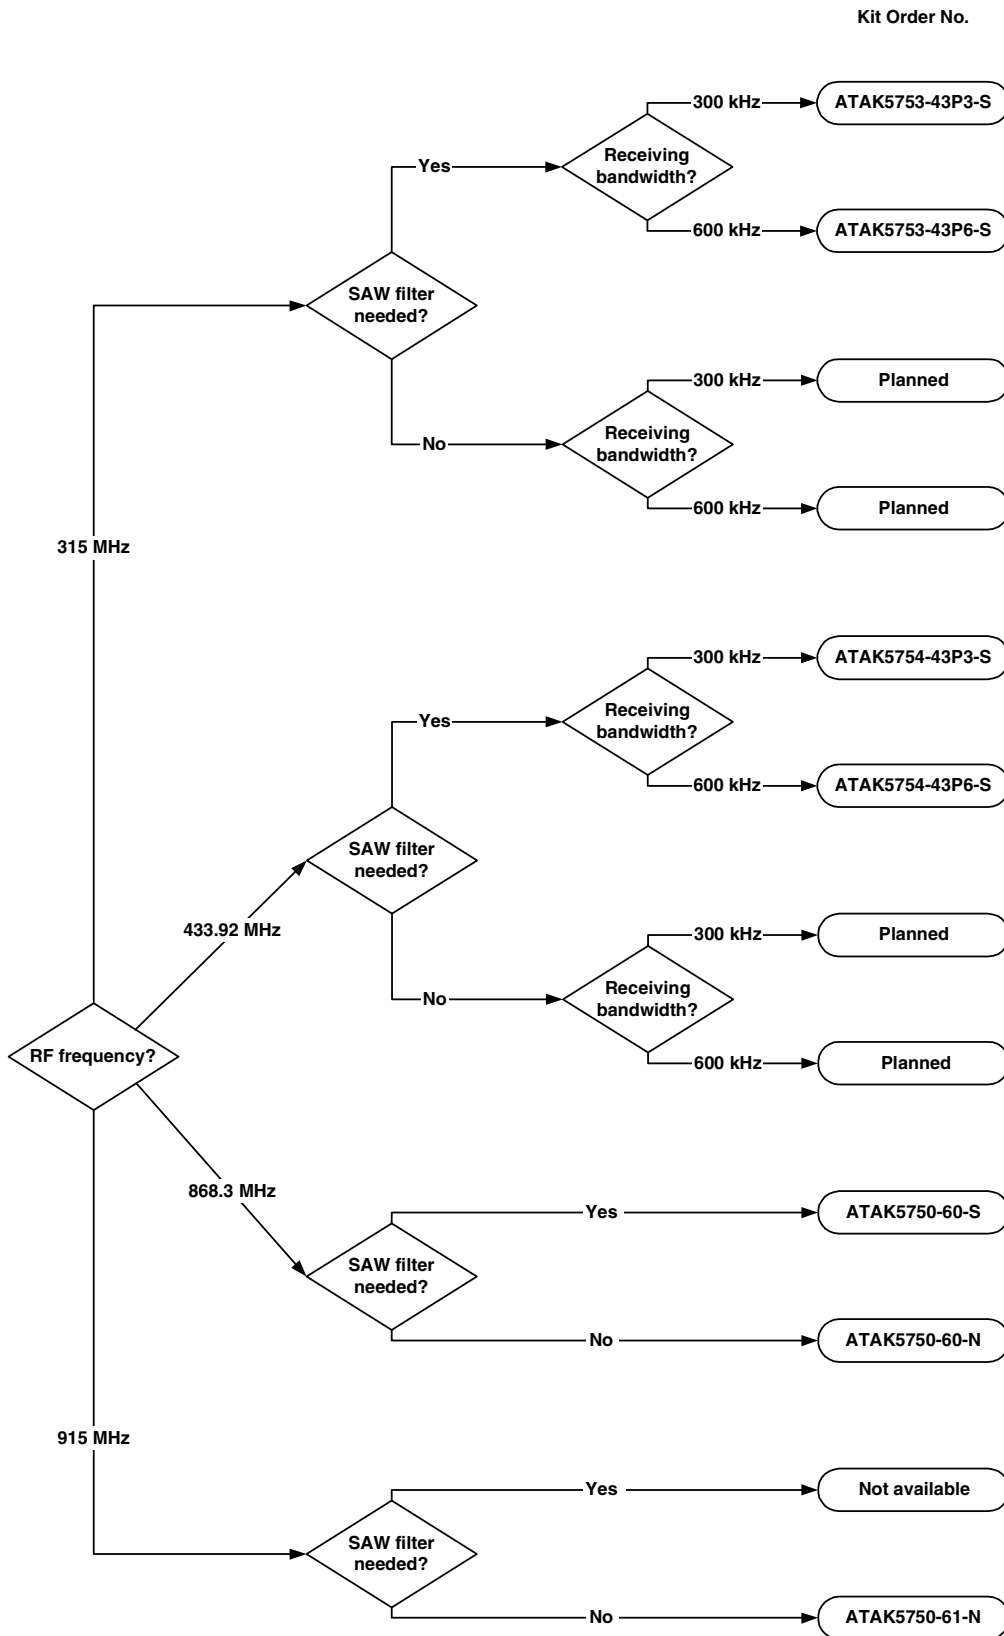 Kit Order No.
300 kHz
ATAK5753-43P3-S
Yes
Receiving
bandwidth?
600 kHz
ATAK5753-43P6-S
SAW filter
needed?
300 kHz
Planned
No
Receiving
bandwidth?
600 kHz
Planned
315 MHz
300 kHz
ATAK5754-43P3-S
Yes
Receiving
bandwidth?
600 kHz
ATAK5754-43P6-S
SAW filter
needed?
433.92 MHz
300 kHz
Planned
No
Receiving
bandwidth?
600 kHz
Planned
RF frequency?
868.3 MHz
Yes
ATAK5750-60-S
SAW filter
needed?
No
ATAK5750-60-N
915 MHz
Yes
Not available
SAW filter
needed?
No
ATAK5750-61-N